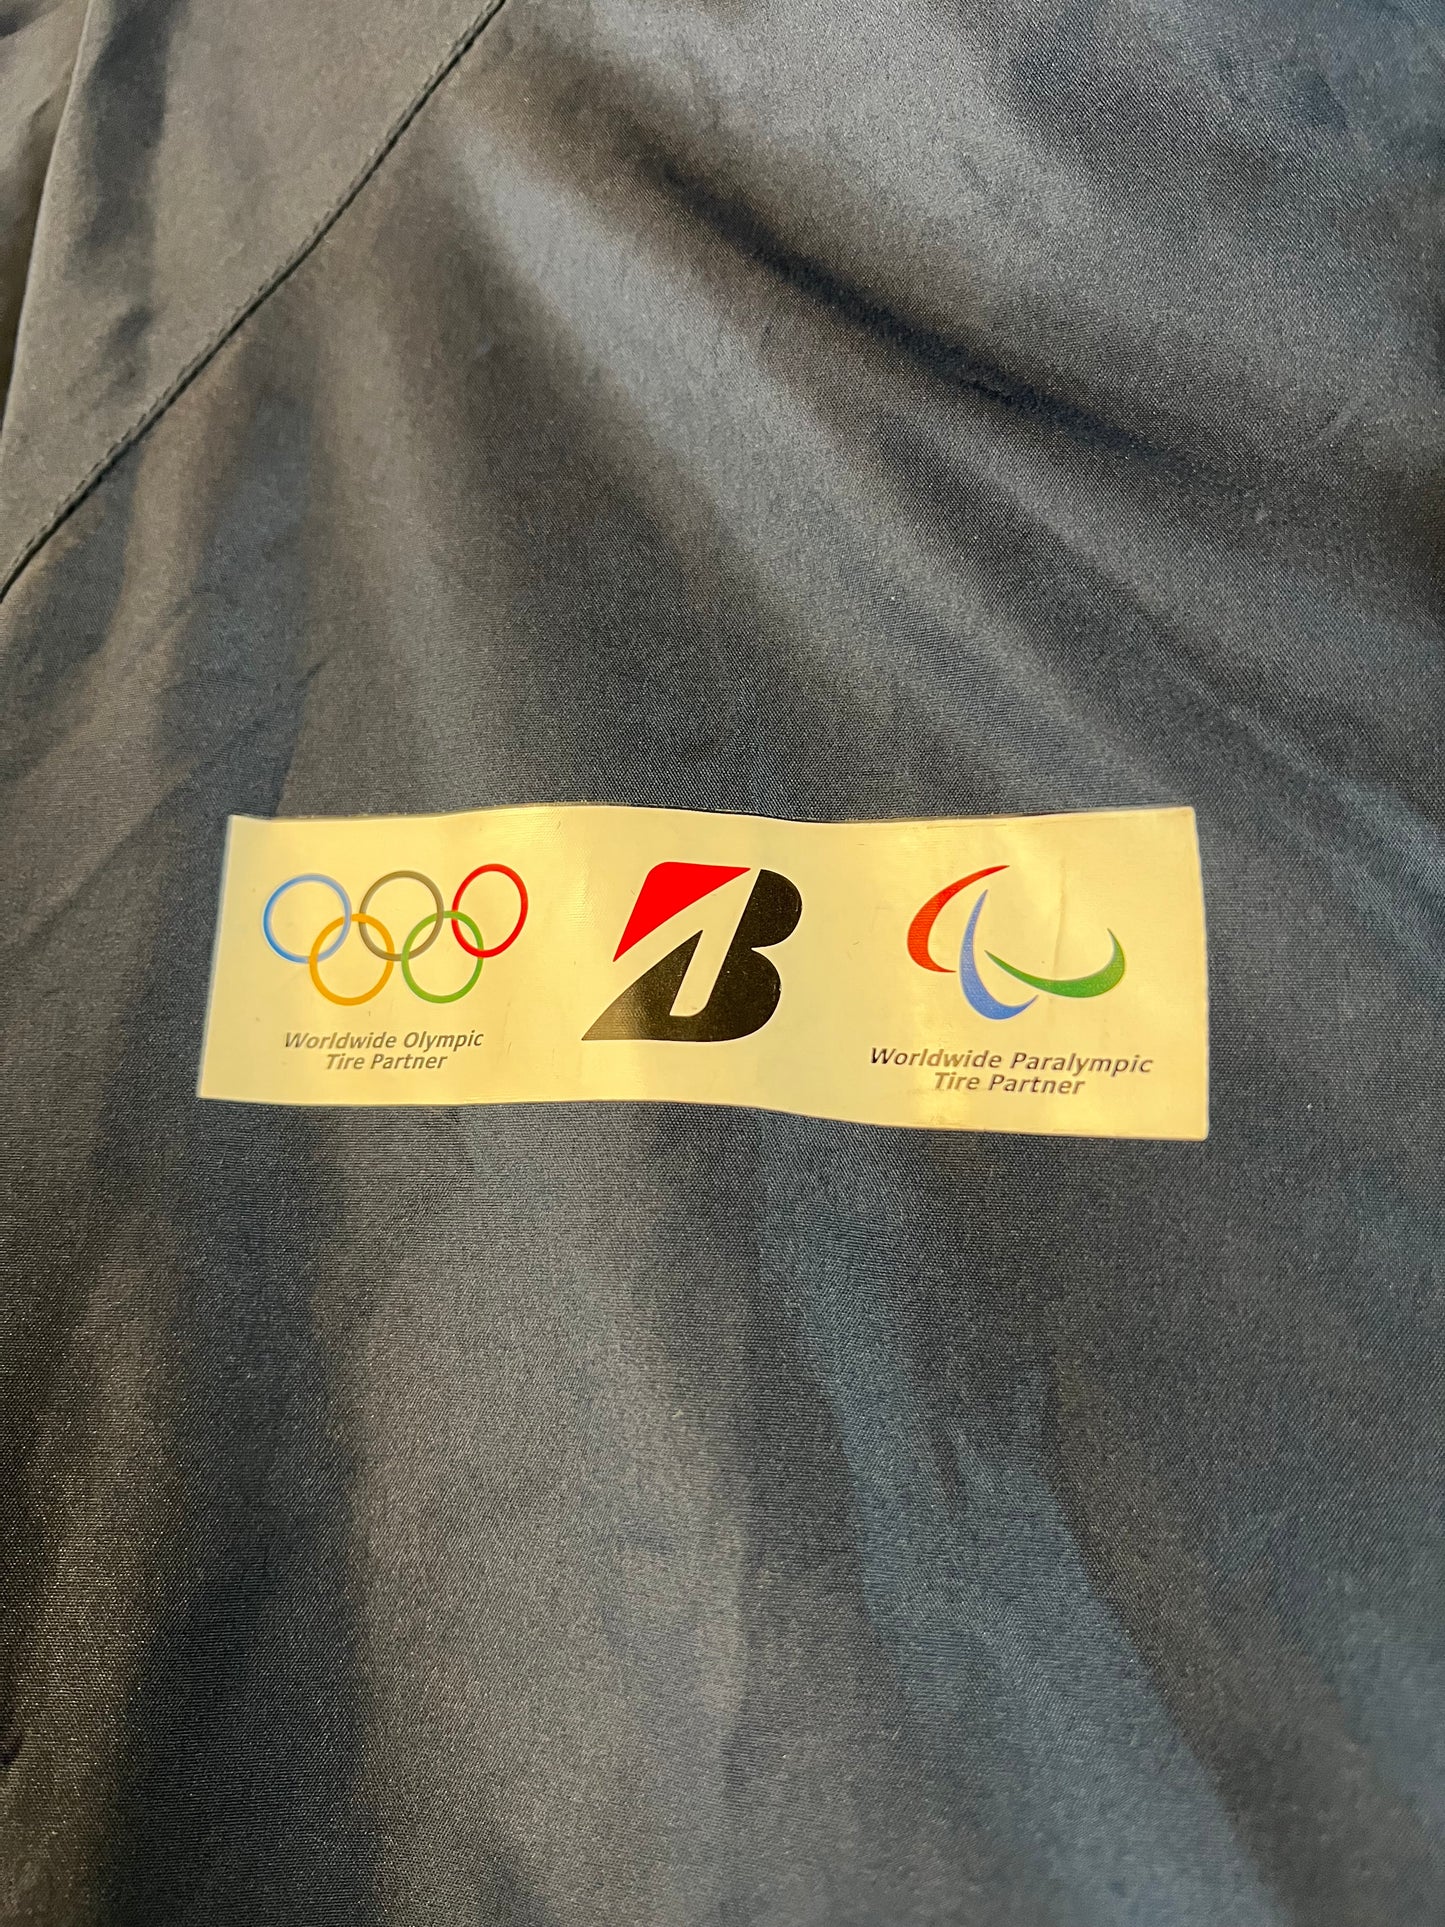 Worldwide Olympic
Tire Partner
B
Worldwide Paralympic
Tire Partner